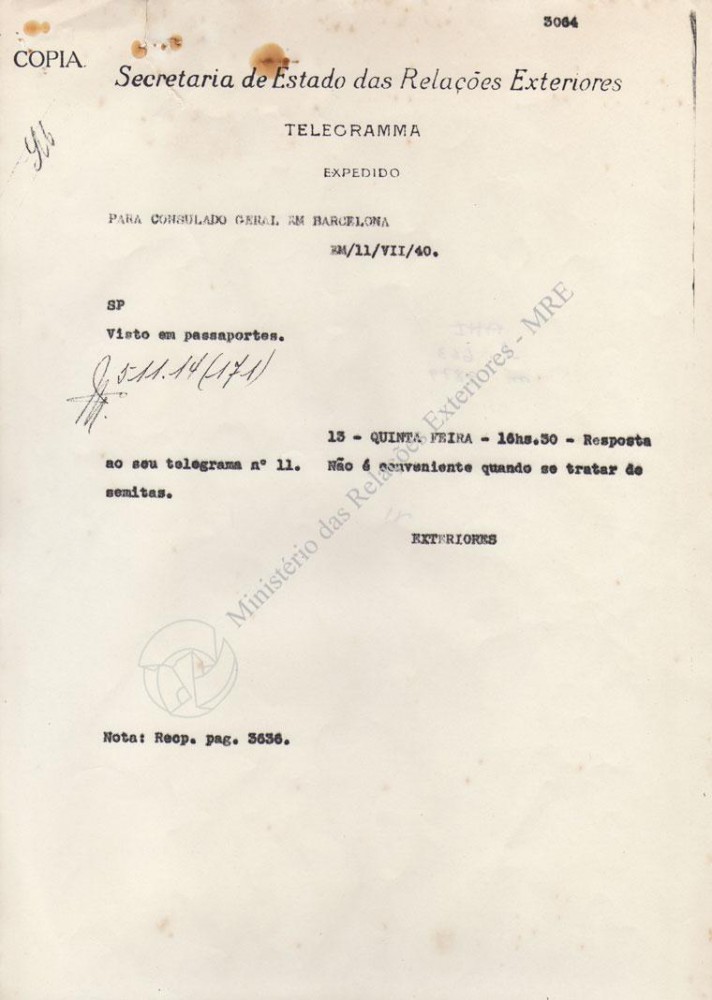 3064
COPIA.
Secretaria de Estado das Relações Exteriores
TELEGRAMMA
EXPEDIDO
PARA CONSULADO GERAL EM BARCELONA
EM/11/VII/40.
SP
Visto em passaportes.
511.14(171)
13 - QUINTA FEIRA - 16hs.30 - Resposta
ao seu telegrama nº 11. Não é conveniente quando se tratar de
semitas.
EXTERIORES
Ministério das Relações Exteriores - MRE
Nota: Recp. pag. 3636.